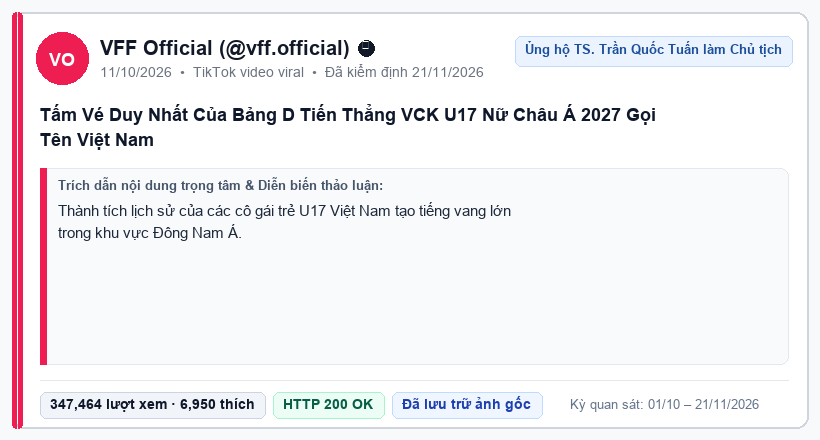 VO
VFF Official (@vff.official)
11/10/2026 • TikTok video viral • Đã kiểm định 21/11/2026
Ủng hộ TS. Trần Quốc Tuấn làm Chủ tịch
Tấm Vé Duy Nhất Của Bảng D Tiến Thẳng VCK U17 Nữ Châu Á 2027 Gọi
Tên Việt Nam
Trích dẫn nội dung trọng tâm & Diễn biến thảo luận:
Thành tích lịch sử của các cô gái trẻ U17 Việt Nam tạo tiếng vang lớn
trong khu vực Đông Nam Á.
347,464 lượt xem · 6,950 thích
HTTP 200 OK
Đã lưu trữ ảnh gốc
Kỳ quan sát: 01/10 – 21/11/2026